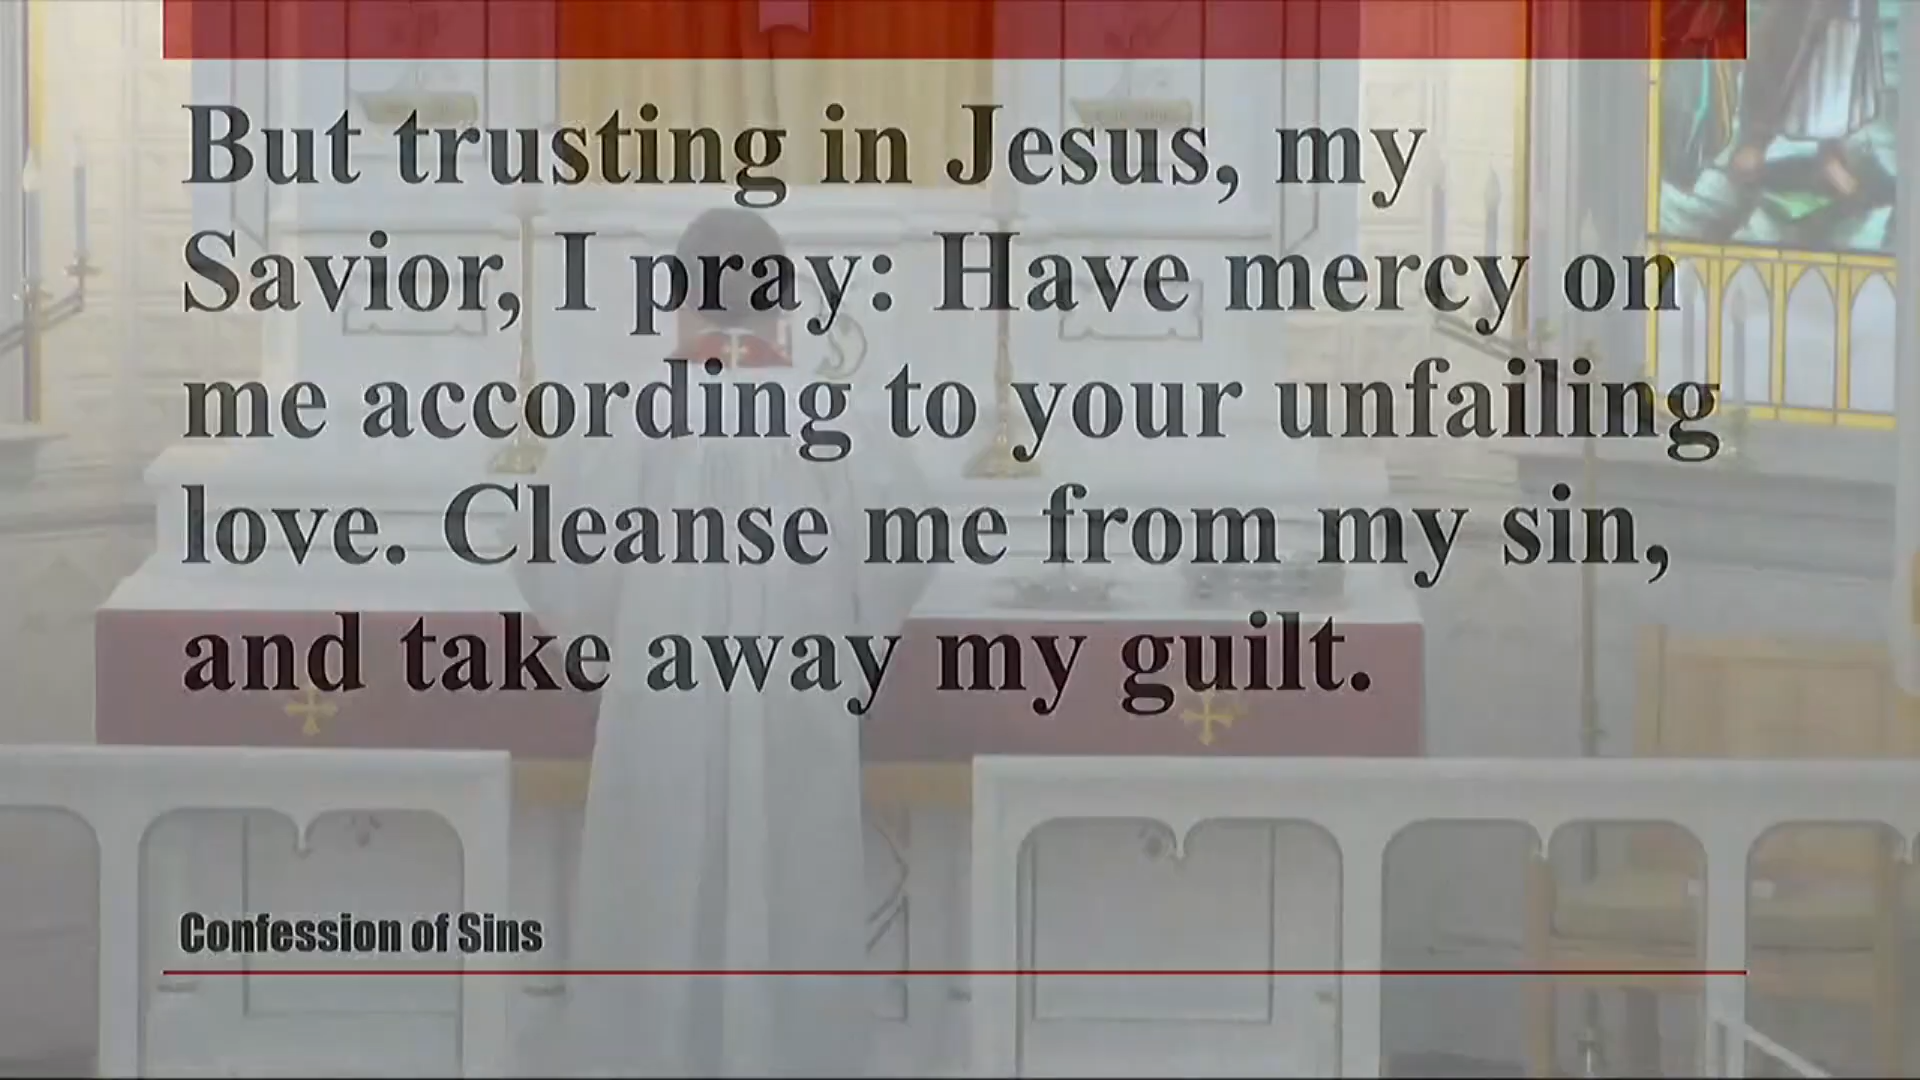 But trusting in Jesus, my
Savior, I pray: Have mercy on
me according to your unfailing
love. Cleanse me from my sin,
and take away my guilt.
Confession of Sins